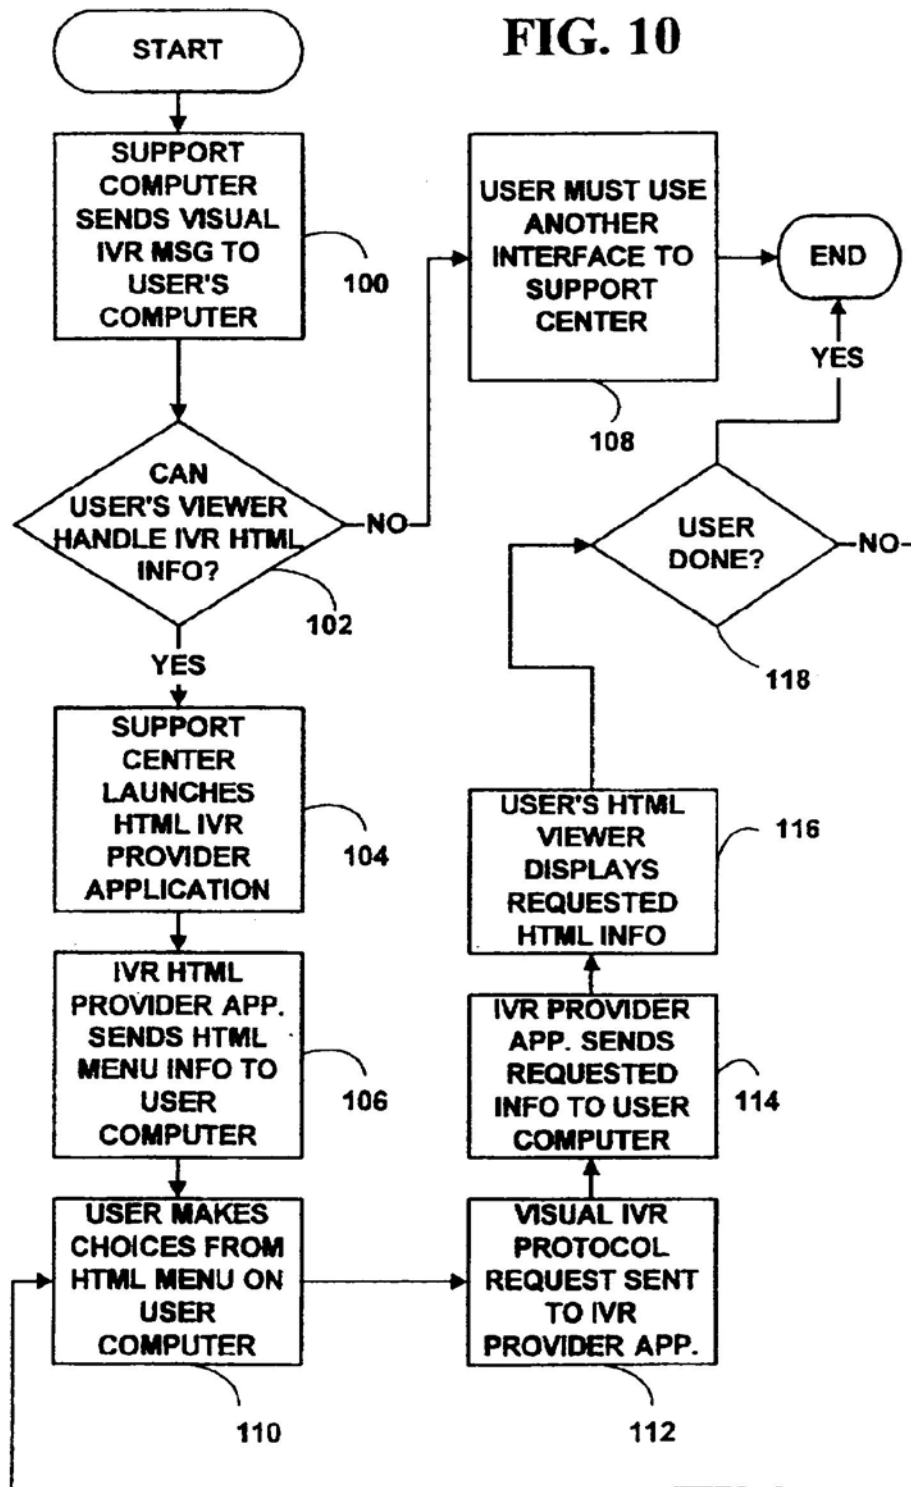 FIG. 10
START
SUPPORT
COMPUTER
SENDS VISUAL
IVR MSG TO
USER'S
COMPUTER
100
CAN
USER'S VIEWER
HANDLE IVR HTML
INFO?
102
NO
YES
USER MUST USE
ANOTHER
INTERFACE TO
SUPPORT
CENTER
108
END
YES
SUPPORT
CENTER
LAUNCHES
HTML IVR
PROVIDER
APPLICATION
104
IVR HTML
PROVIDER APP.
SENDS HTML
MENU INFO TO
USER
COMPUTER
106
USER MAKES
CHOICES FROM
HTML MENU ON
USER
COMPUTER
110
VISUAL IVR
PROTOCOL
REQUEST SENT
TO IVR
PROVIDER APP.
112
IVR PROVIDER
APP. SENDS
REQUESTED
INFO TO USER
COMPUTER
114
USER'S HTML
VIEWER
DISPLAYS
REQUESTED
HTML INFO
116
USER
DONE?
118
NO